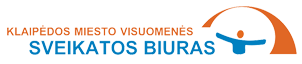 KLAIPĖDOS MIESTO VISUOMENĖS
SVEIKATOS BIURAS